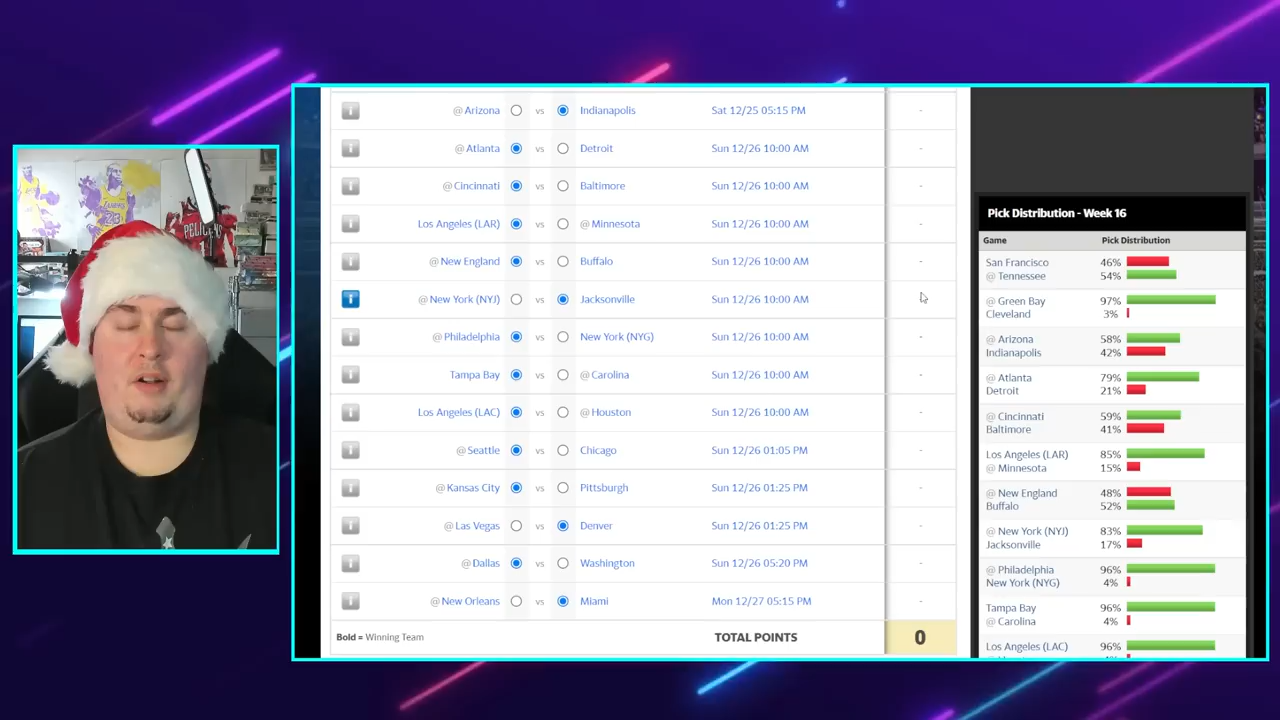 @ Arizona vs Indianapolis Sat 12/25 05:15 PM -
@ Atlanta vs Detroit Sun 12/26 10:00 AM -
@ Cincinnati vs Baltimore Sun 12/26 10:00 AM -
Los Angeles (LAR) vs @ Minnesota Sun 12/26 10:00 AM -
@ New England vs Buffalo Sun 12/26 10:00 AM -
@ New York (NYJ) vs Jacksonville Sun 12/26 10:00 AM -
@ Philadelphia vs New York (NYG) Sun 12/26 10:00 AM -
Tampa Bay vs @ Carolina Sun 12/26 10:00 AM -
Los Angeles (LAC) vs @ Houston Sun 12/26 10:00 AM -
@ Seattle vs Chicago Sun 12/26 01:05 PM -
@ Kansas City vs Pittsburgh Sun 12/26 01:25 PM -
@ Las Vegas vs Denver Sun 12/26 01:25 PM -
@ Dallas vs Washington Sun 12/26 05:20 PM -
@ New Orleans vs Miami Mon 12/27 05:15 PM -
Bold = Winning Team TOTAL POINTS 0
Pick Distribution - Week 16
Game Pick Distribution
San Francisco 46%
@ Tennessee 54%
@ Green Bay 97%
Cleveland 3%
@ Arizona 58%
Indianapolis 42%
@ Atlanta 79%
Detroit 21%
@ Cincinnati 59%
Baltimore 41%
Los Angeles (LAR) 85%
@ Minnesota 15%
@ New England 48%
Buffalo 52%
@ New York (NYJ) 83%
Jacksonville 17%
@ Philadelphia 96%
New York (NYG) 4%
Tampa Bay 96%
@ Carolina 4%
Los Angeles (LAC) 96%
PELICANS
1
LAKERS
23